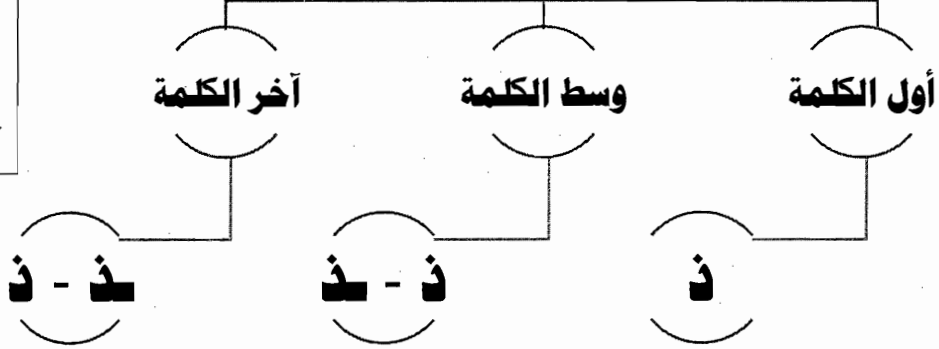 أول الكلمة وسط الكلمة آخر الكلمة
ذ ذ - ـذ ـذ - ذ